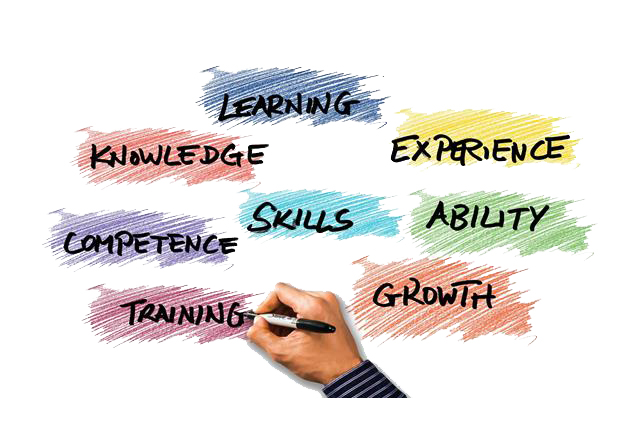 LEARNING
KNOWLEDGE
EXPERIENCE
SKILLS
ABILITY
COMPETENCE
GROWTH
TRAINING